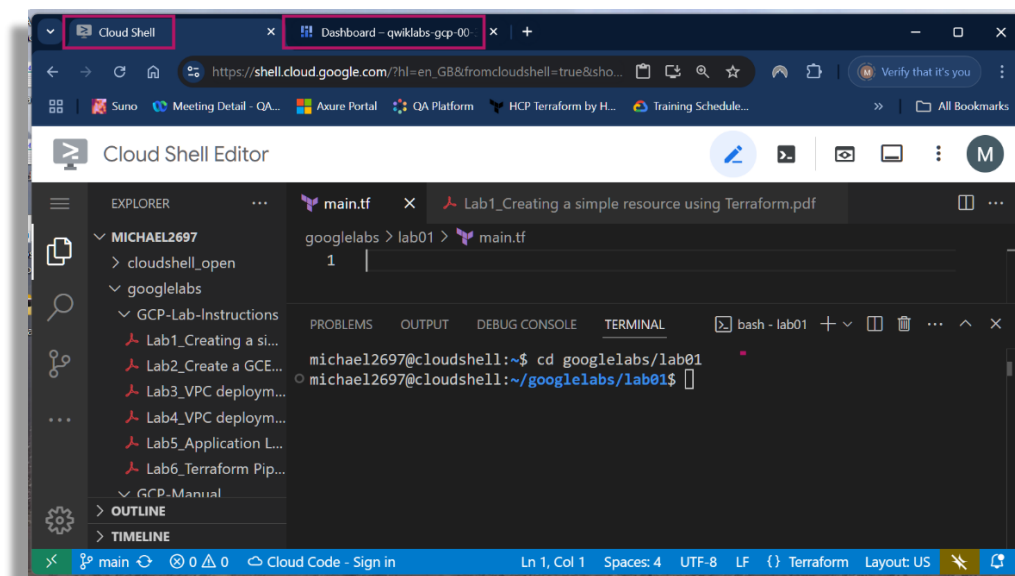 Cloud Shell
Dashboard – qwiklabs-gcp-00-
https://shell.cloud.google.com/?hl=en_GB&fromcloudshell=true&sho...
Verify that it's you
Suno
Meeting Detail - QA...
Axure Portal
QA Platform
HCP Terraform by H...
Training Schedule...
All Bookmarks
Cloud Shell Editor
M
EXPLORER
MICHAEL2697
cloudshell_open
googlelabs
GCP-Lab-Instructions
Lab1_Creating a si...
Lab2_Create a GCE...
Lab3_VPC deploym...
Lab4_VPC deploym...
Lab5_Application L...
Lab6_Terraform Pip...
GCP-Manual
OUTLINE
TIMELINE
main.tf
Lab1_Creating a simple resource using Terraform.pdf
googlelabs > lab01 > main.tf
1
PROBLEMS OUTPUT DEBUG CONSOLE TERMINAL
bash - lab01
michael2697@cloudshell:~$ cd googlelabs/lab01
michael2697@cloudshell:~/googlelabs/lab01$
main
0 0
Cloud Code - Sign in
Ln 1, Col 1
Spaces: 4
UTF-8
LF
{} Terraform
Layout: US